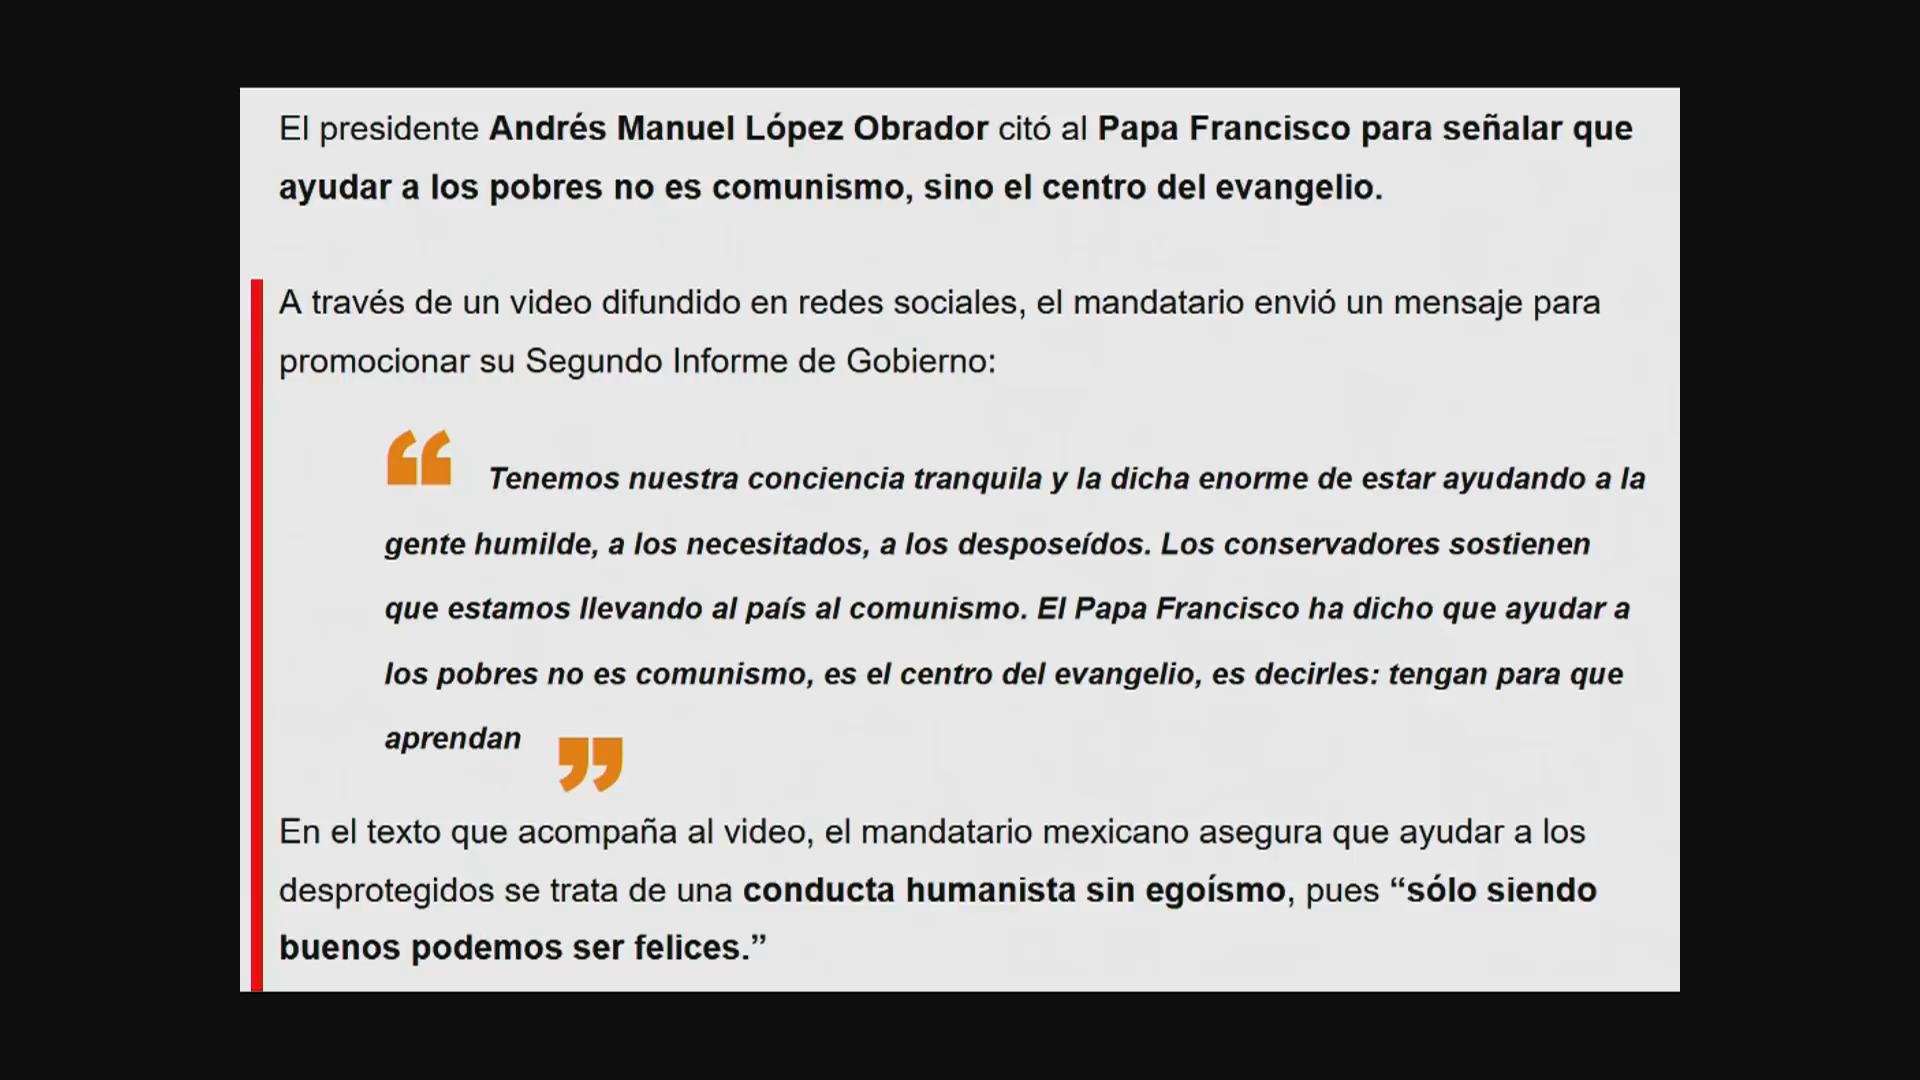 El presidente Andrés Manuel López Obrador citó al Papa Francisco para señalar que
ayudar a los pobres no es comunismo, sino el centro del evangelio.
A través de un video difundido en redes sociales, el mandatario envió un mensaje para
promocionar su Segundo Informe de Gobierno:
“ Tenemos nuestra conciencia tranquila y la dicha enorme de estar ayudando a la
gente humilde, a los necesitados, a los desposeídos. Los conservadores sostienen
que estamos llevando al país al comunismo. El Papa Francisco ha dicho que ayudar a
los pobres no es comunismo, es el centro del evangelio, es decirles: tengan para que
aprendan ”
En el texto que acompaña al video, el mandatario mexicano asegura que ayudar a los
desprotegidos se trata de una conducta humanista sin egoísmo, pues “sólo siendo
buenos podemos ser felices.”